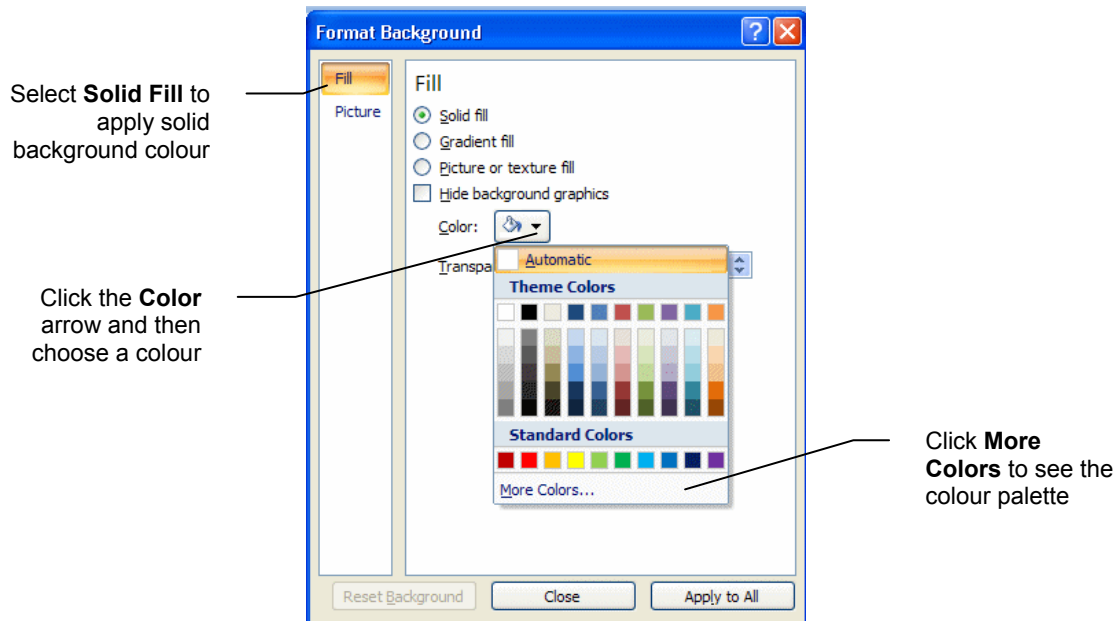 Format Background
Select Solid Fill to
apply solid
background colour
Fill
Picture
Fill
Solid fill
Gradient fill
Picture or texture fill
Hide background graphics
Color:
Automatic
Theme Colors
Standard Colors
More Colors...
Click the Color
arrow and then
choose a colour
Click More
Colors to see the
colour palette
Reset Background
Close
Apply to All